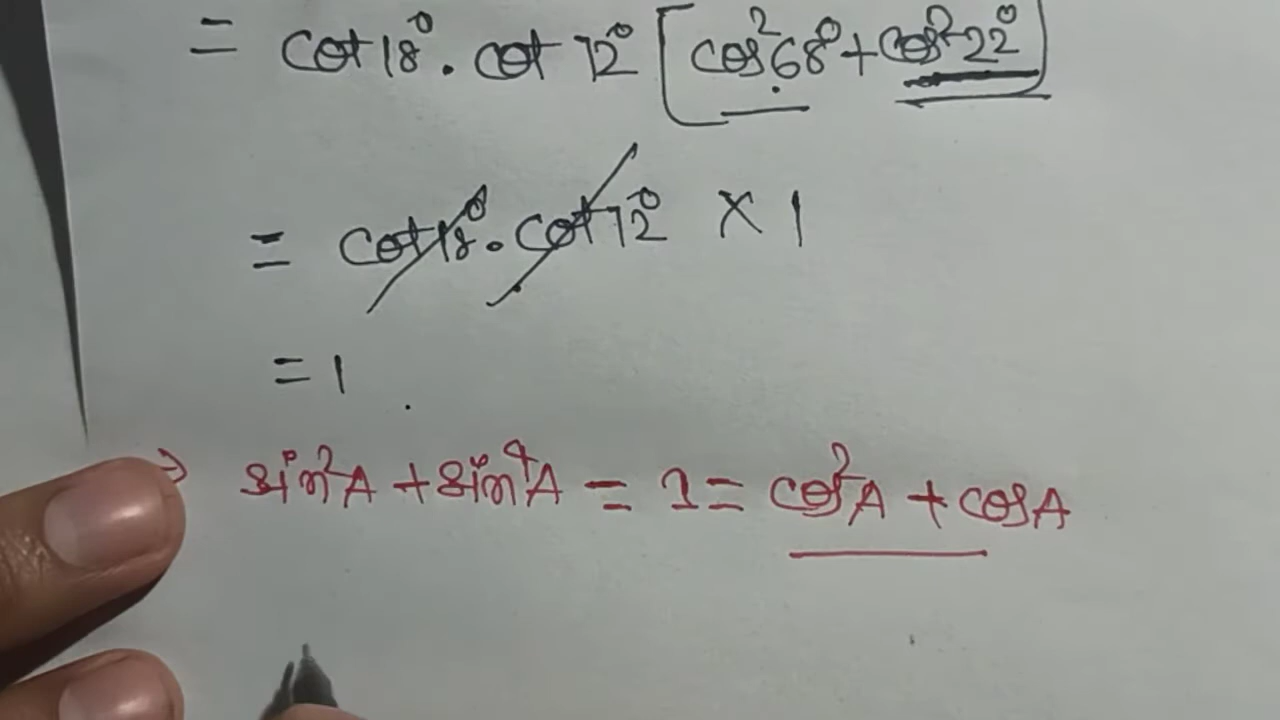 = cot 18°. cot 72° [cos²68° + cos²22°]
= cot 18°. cot 72° × 1
= 1
⇒ sin²A + sin⁴A = 1 = cos²A + cosA